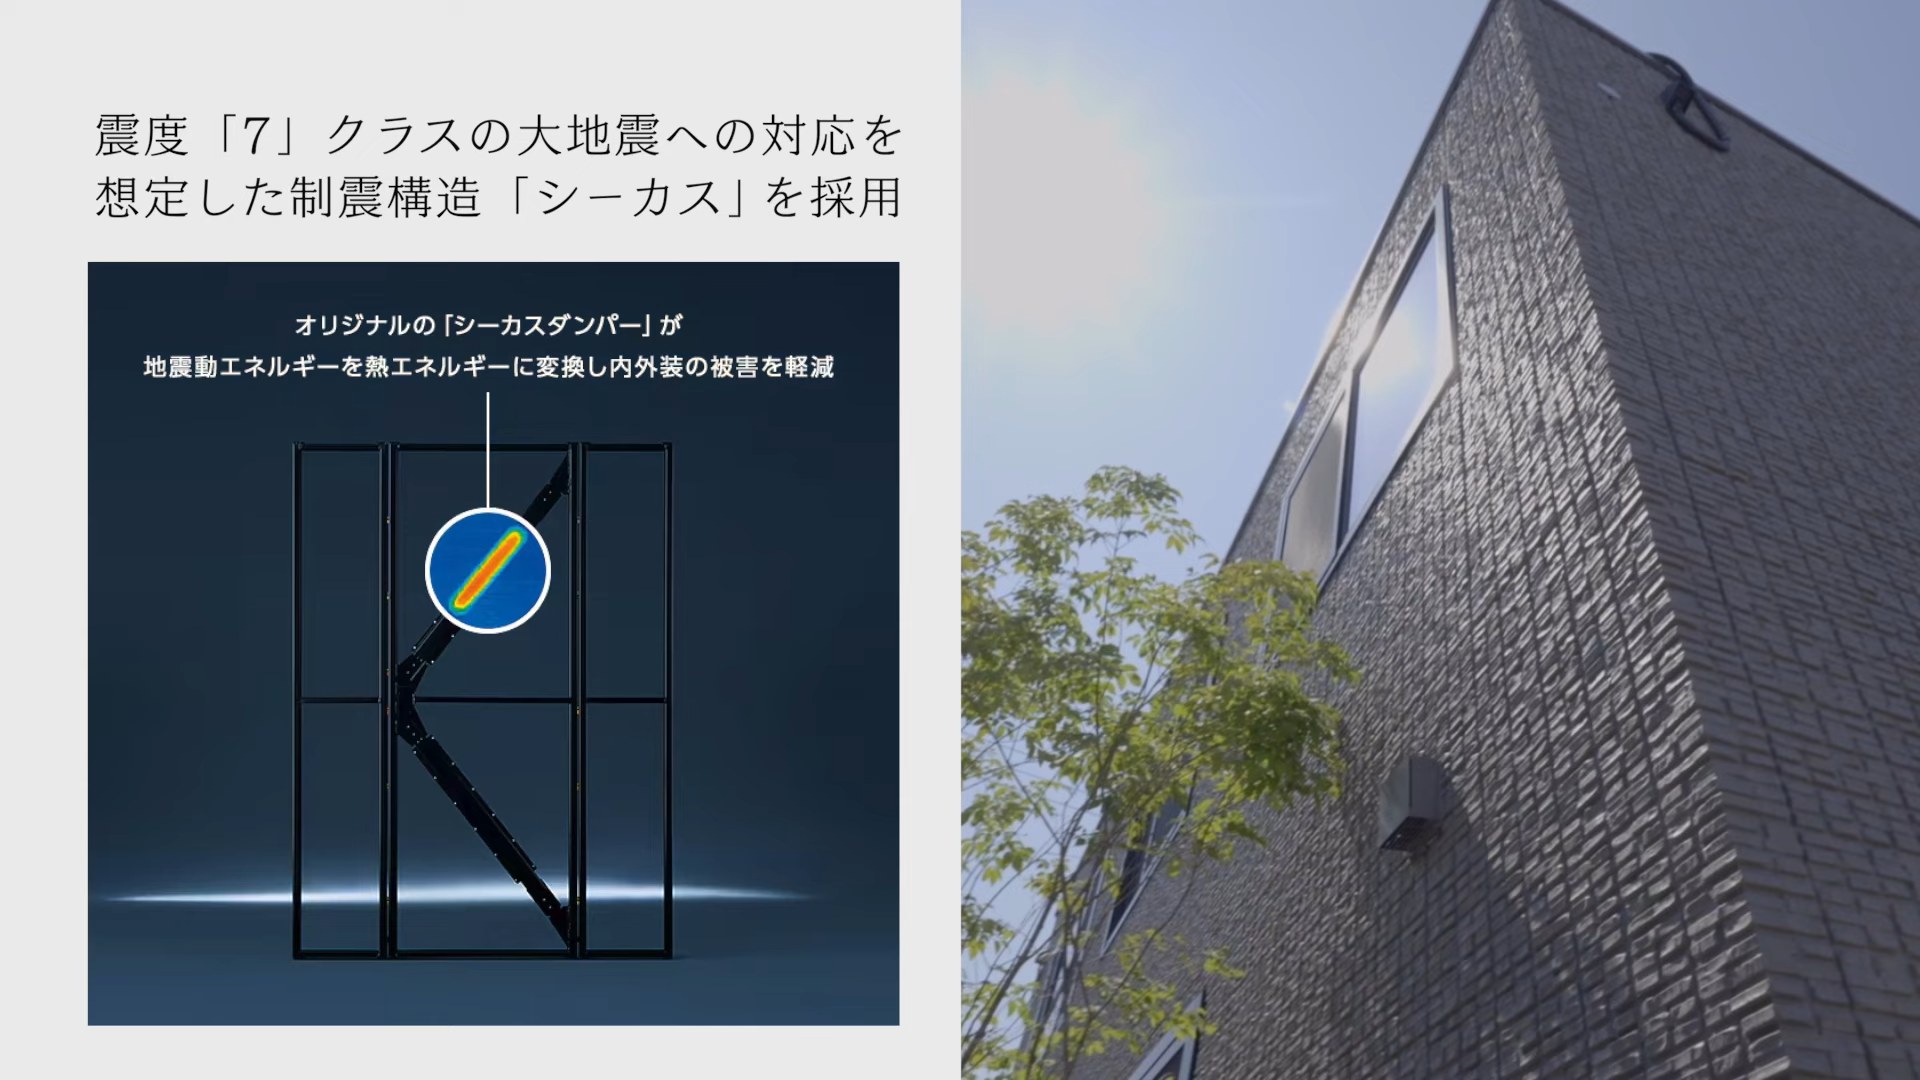 震度「7」クラスの大地震への対応を
想定した制震構造「シーカス」を採用
オリジナルの「シーカスダンパー」が
地震動エネルギーを熱エネルギーに変換し内外装の被害を軽減